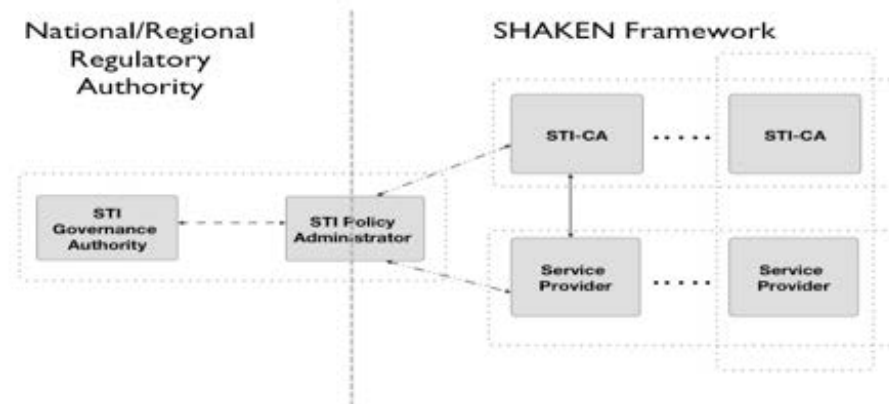 National/Regional
Regulatory
Authority
SHAKEN Framework
STI-CA
STI-CA
STI
Governance
Authority
STI Policy
Administrator
Service
Provider
Service
Provider